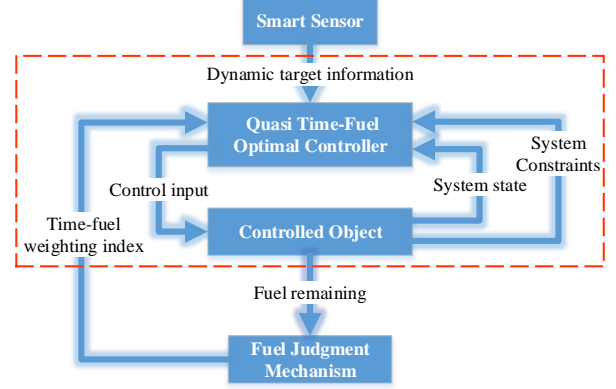 Smart Sensor
Dynamic target information
Quasi Time-Fuel
Optimal Controller
System
Constraints
Control input
System state
Time-fuel
weighting index
Controlled Object
Fuel remaining
Fuel Judgment
Mechanism